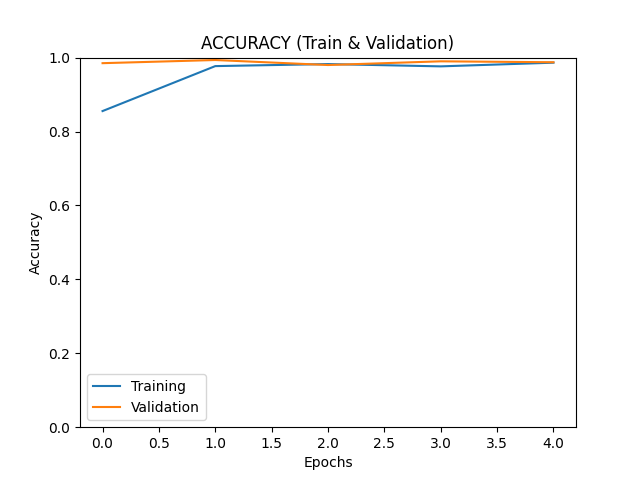 ACCURACY (Train & Validation)
1.0
0.8
0.6
0.4
0.2
0.0
Accuracy
Training
Validation
0.0 0.5 1.0 1.5 2.0 2.5 3.0 3.5 4.0
Epochs